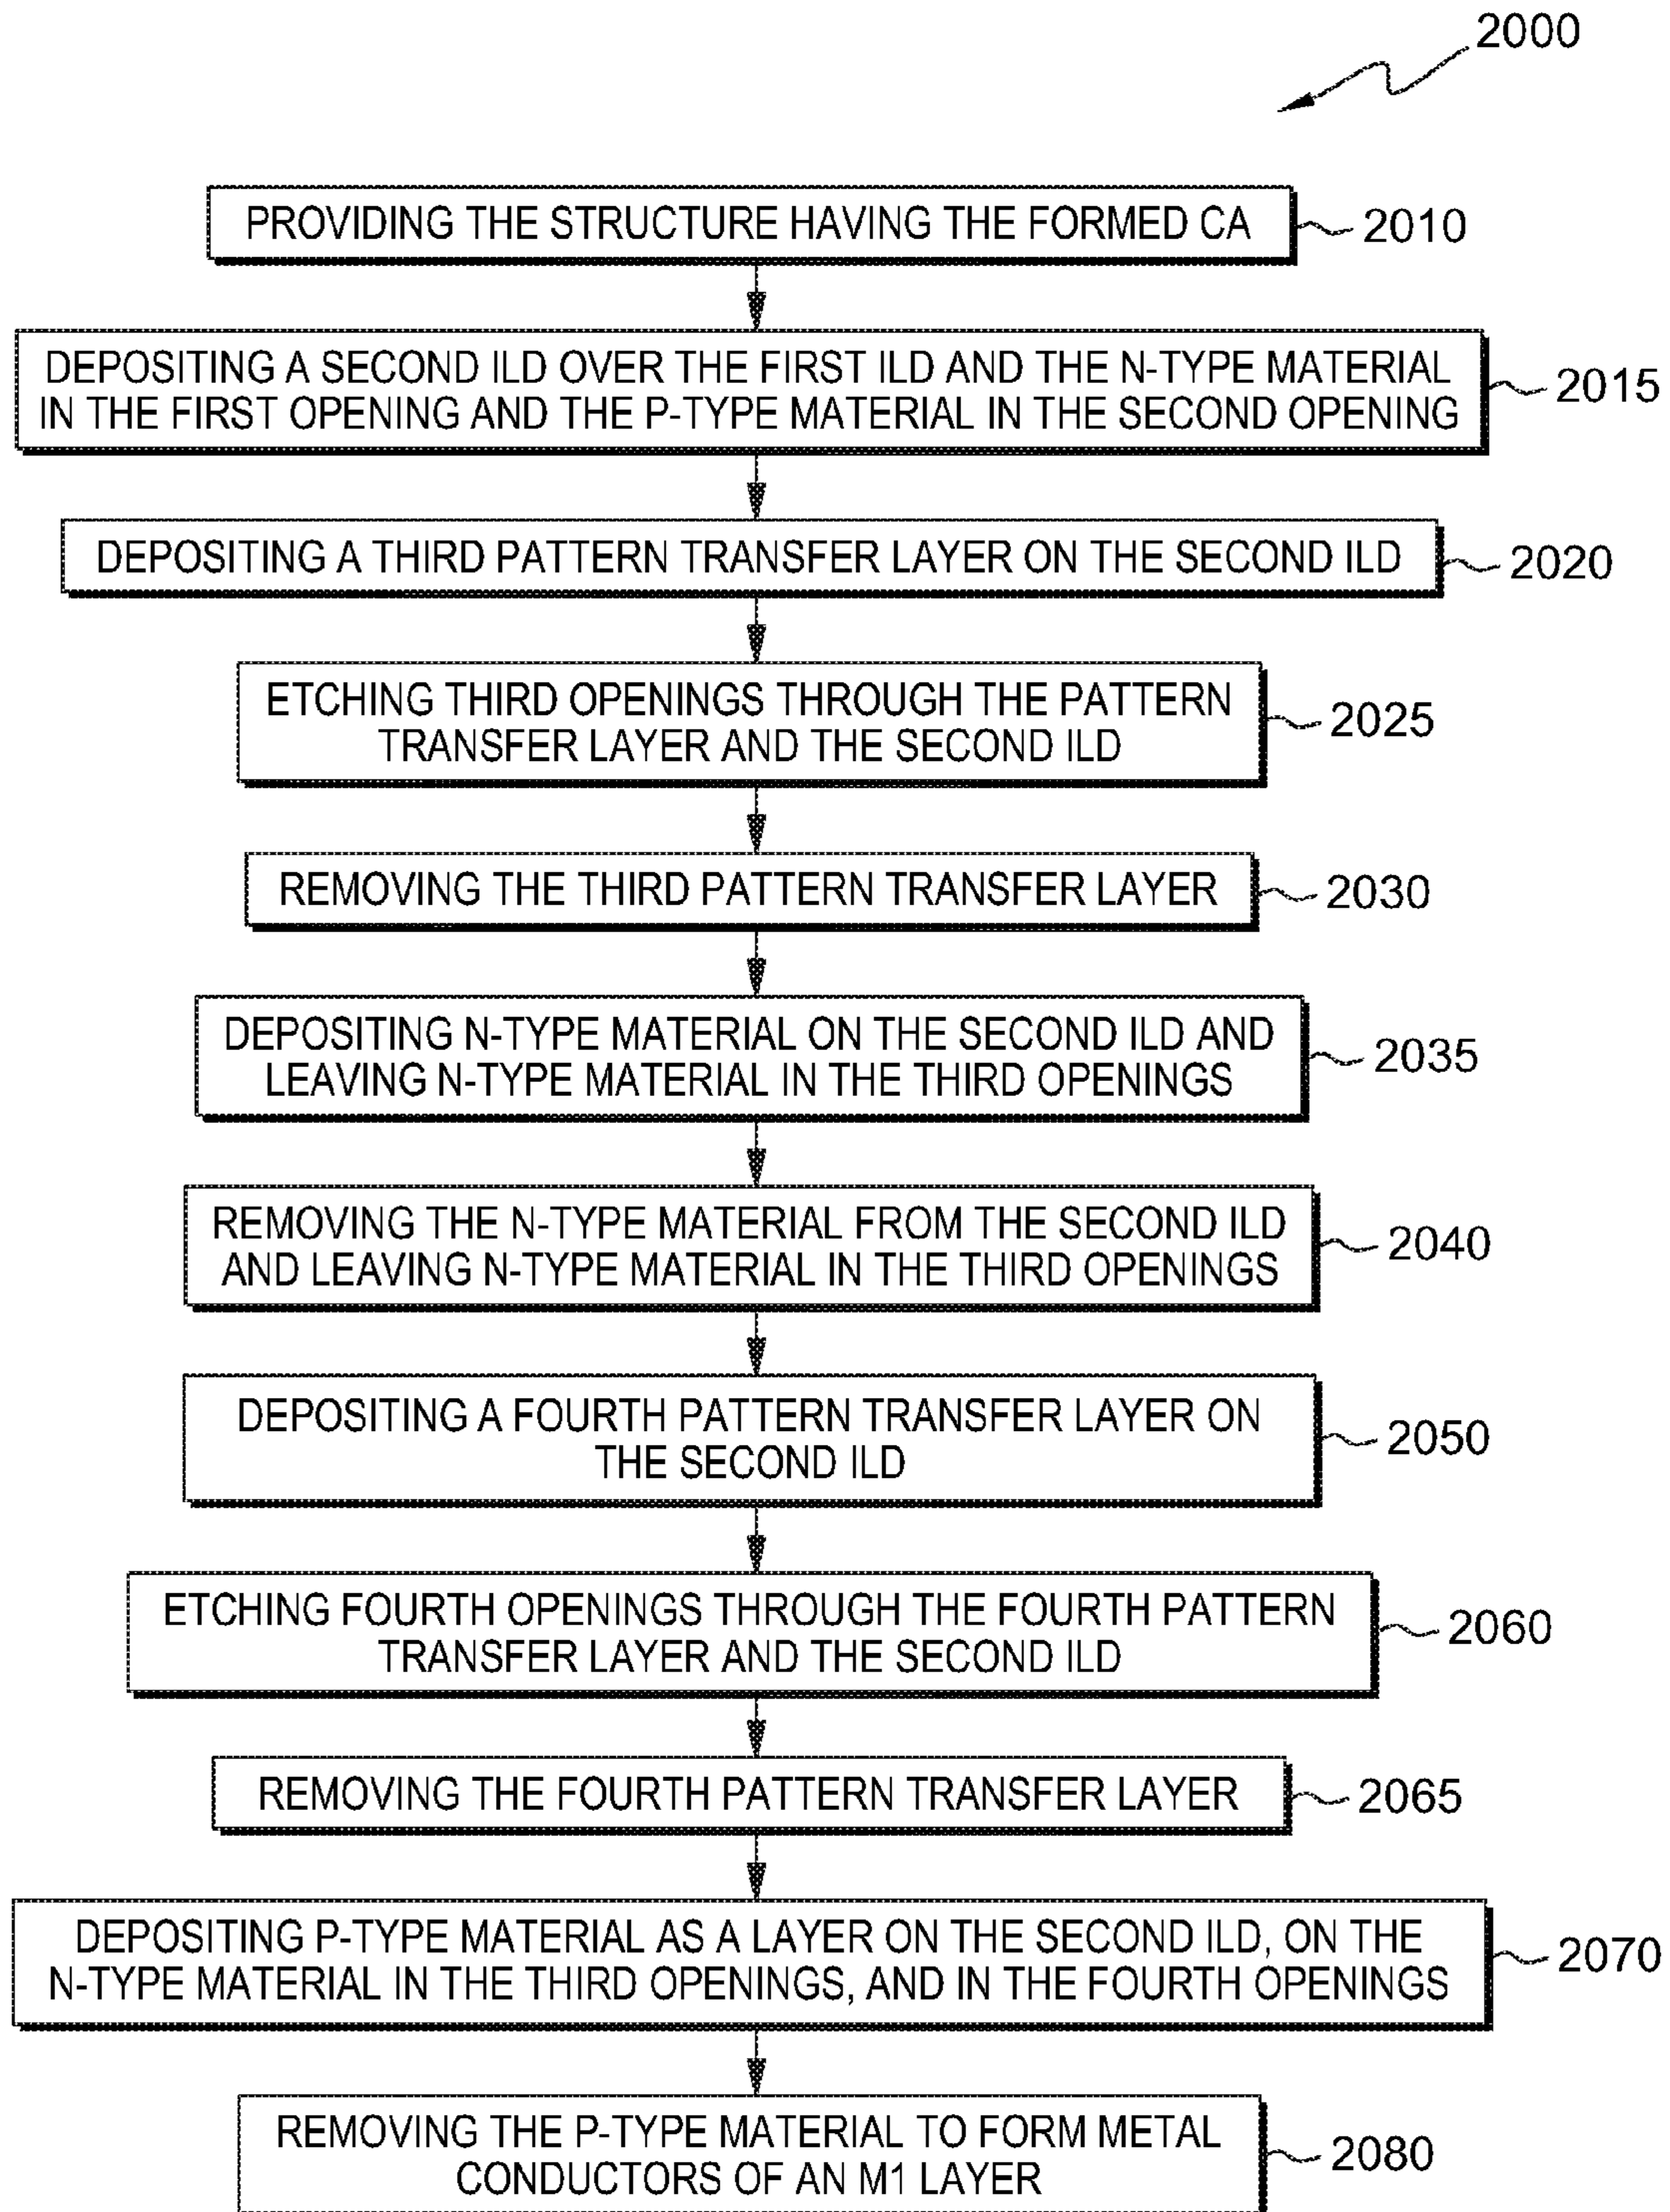 2000
PROVIDING THE STRUCTURE HAVING THE FORMED CA
2010
DEPOSITING A SECOND ILD OVER THE FIRST ILD AND THE N-TYPE MATERIAL
IN THE FIRST OPENING AND THE P-TYPE MATERIAL IN THE SECOND OPENING
2015
DEPOSITING A THIRD PATTERN TRANSFER LAYER ON THE SECOND ILD
2020
ETCHING THIRD OPENINGS THROUGH THE PATTERN
TRANSFER LAYER AND THE SECOND ILD
2025
REMOVING THE THIRD PATTERN TRANSFER LAYER
2030
DEPOSITING N-TYPE MATERIAL ON THE SECOND ILD AND
LEAVING N-TYPE MATERIAL IN THE THIRD OPENINGS
2035
REMOVING THE N-TYPE MATERIAL FROM THE SECOND ILD
AND LEAVING N-TYPE MATERIAL IN THE THIRD OPENINGS
2040
DEPOSITING A FOURTH PATTERN TRANSFER LAYER ON
THE SECOND ILD
2050
ETCHING FOURTH OPENINGS THROUGH THE FOURTH PATTERN
TRANSFER LAYER AND THE SECOND ILD
2060
REMOVING THE FOURTH PATTERN TRANSFER LAYER
2065
DEPOSITING P-TYPE MATERIAL AS A LAYER ON THE SECOND ILD, ON THE
N-TYPE MATERIAL IN THE THIRD OPENINGS, AND IN THE FOURTH OPENINGS
2070
REMOVING THE P-TYPE MATERIAL TO FORM METAL
CONDUCTORS OF AN M1 LAYER
2080